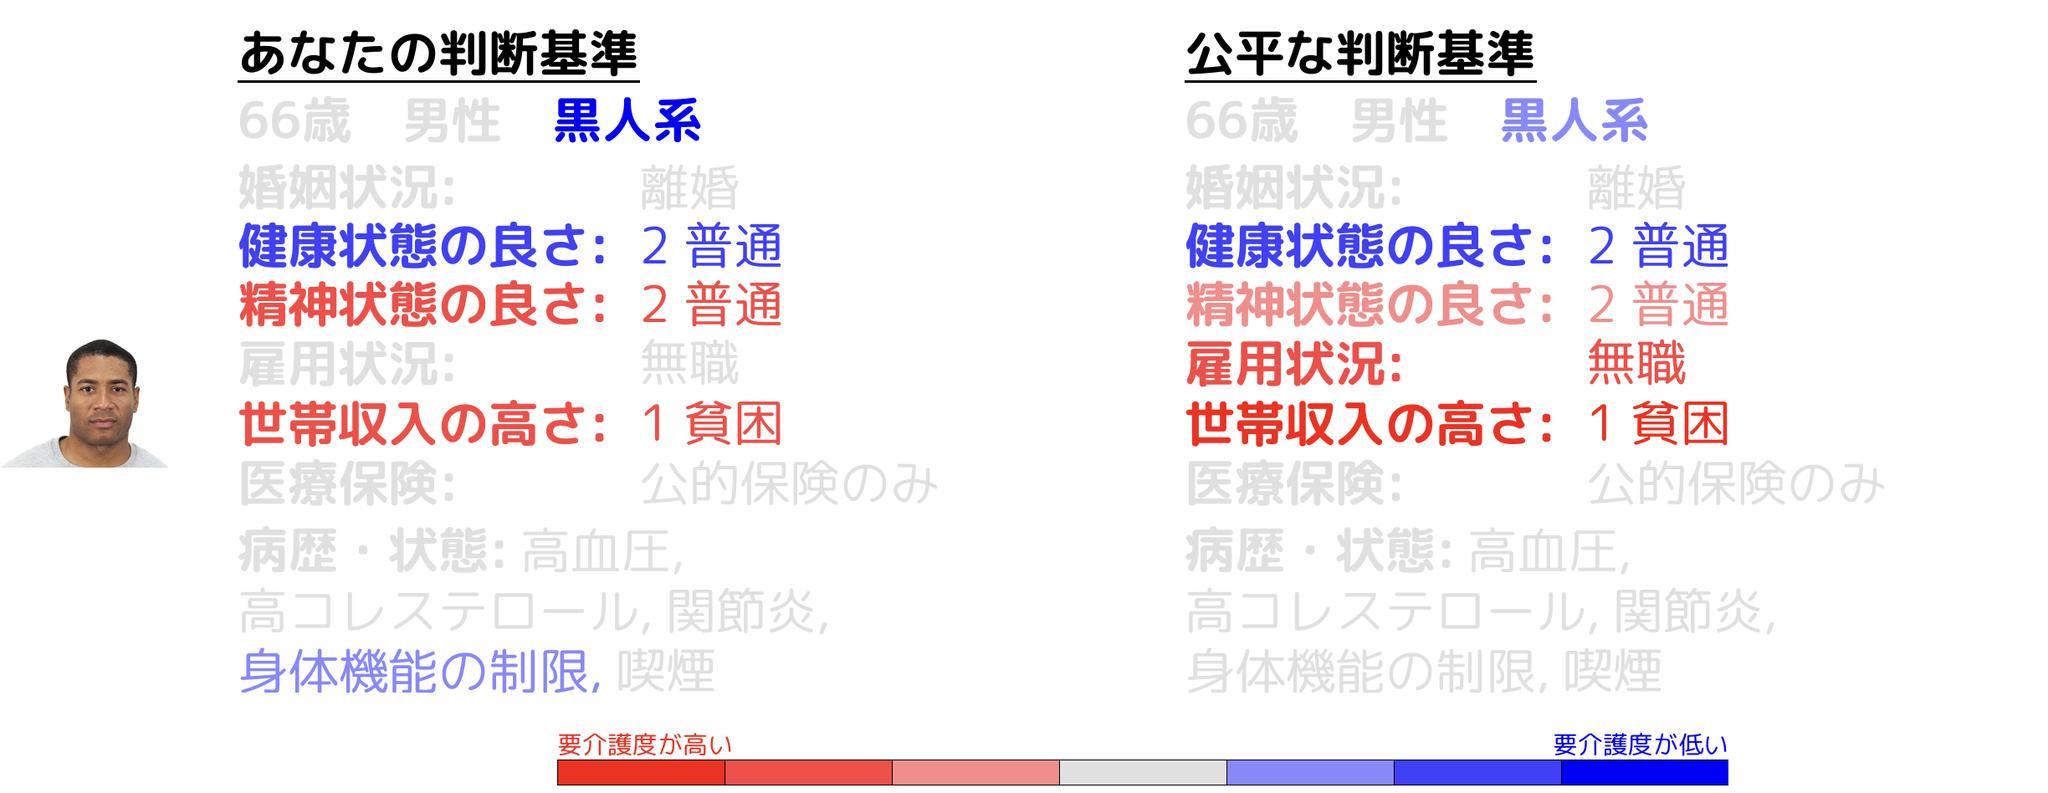 あなたの判断基準
66歳 男性 黒人系
婚姻状況: 離婚
健康状態の良さ: 2 普通
精神状態の良さ: 2 普通
雇用状況: 無職
世帯収入の高さ: 1 貧困
医療保険: 公的保険のみ
病歴・状態: 高血圧,
高コレステロール, 関節炎,
身体機能の制限, 喫煙
公平な判断基準
66歳 男性 黒人系
婚姻状況: 離婚
健康状態の良さ: 2 普通
精神状態の良さ: 2 普通
雇用状況: 無職
世帯収入の高さ: 1 貧困
医療保険: 公的保険のみ
病歴・状態: 高血圧,
高コレステロール, 関節炎,
身体機能の制限, 喫煙
要介護度が高い
要介護度が低い